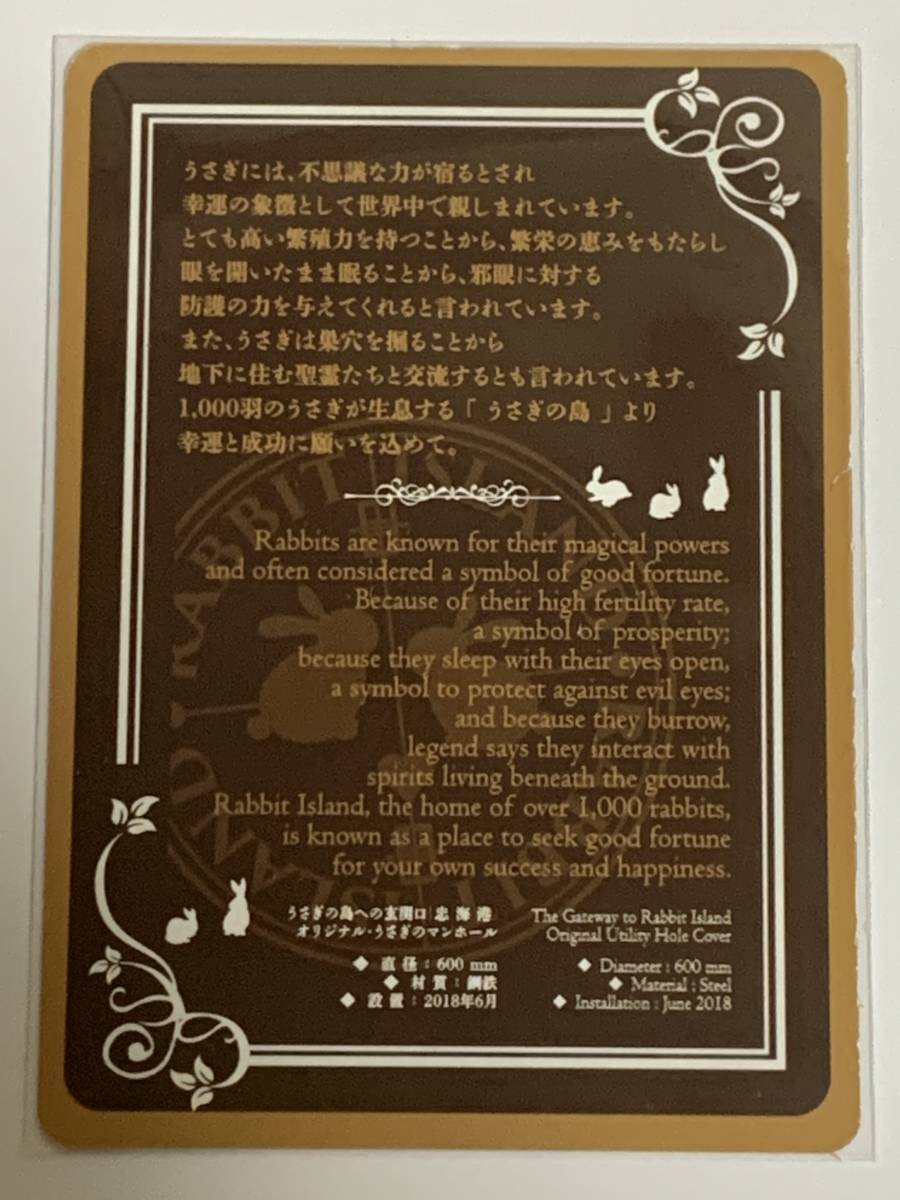 うさぎには、不思議な力が宿るとされ
幸運の象徴として世界中で親しまれています。
とても高い繁殖力を持つことから、繁栄の恵みをもたらし
眼を開いたまま眠ることから、邪眼に対する
防護の力を与えてくれると言われています。
また、うさぎは巣穴を掘ることから
地下に住む聖霊たちと交流するとも言われています。
1,000羽のうさぎが生息する「 うさぎの島 」より
幸運と成功に願いを込めて。
Rabbits are known for their magical powers
and often considered a symbol of good fortune.
Because of their high fertility rate,
a symbol of prosperity;
because they sleep with their eyes open,
a symbol to protect against evil eyes;
and because they burrow,
legend says they interact with
spirits living beneath the ground.
Rabbit Island, the home of over 1,000 rabbits,
is known as a place to seek good fortune
for your own success and happiness.
うさぎの島への玄関口「忠海港」
オリジナル・うさぎのマンホール
◆ 直径：600 mm
◆ 材質：鋼鉄
◆ 設置：2018年6月
The Gateway to Rabbit Island
Original Utility Hole Cover
◆ Diameter : 600 mm
◆ Material : Steel
◆ Installation : June 2018
RABBIT ISLAND
RABBIT ISLAND